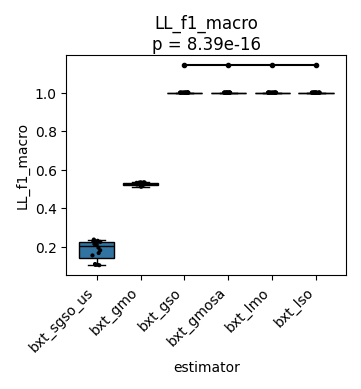 LL_f1_macro
p = 8.39e-16
LL_f1_macro
1.0
0.8
0.6
0.4
0.2
bxt_sgso_us
bxt_gmo
bxt_gso
bxt_gmosa
bxt_lmo
bxt_lso
estimator